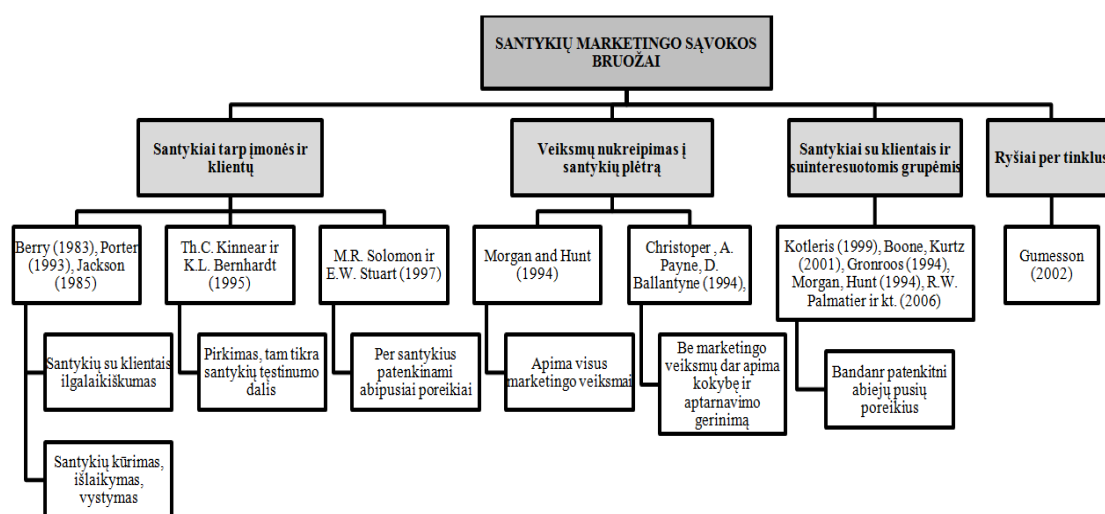 SANTYKIŲ MARKETINGO SĄVOKOS
BRUOŽAI
Santykiai tarp įmonės ir
klientų
Veiksmų nukreipimas į
santykių plėtrą
Santykiai su klientais ir
suinteresuotomis grupėmis
Ryšiai per tinklus
Berry (1983), Porter
(1993), Jackson
(1985)
Th.C. Kinnear ir
K.L. Bernhardt
(1995)
M.R. Solomon ir
E.W. Stuart (1997)
Morgan and Hunt
(1994)
Christoper , A.
Payne, D.
Ballantyne (1994),
Kotleris (1999), Boone, Kurtz
(2001), Gronroos (1994),
Morgan, Hunt (1994), R.W.
Palmatier ir kt. (2006)
Gumesson
(2002)
Santykių su klientais
ilgalaikiškumas
Pirkimas, tam tikra
santykių tęstinumo
dalis
Per santykius
patenkinami
abipusiai poreikiai
Apima visus
marketingo veiksmai
Be marketingo
veiksmų dar apima
kokybę ir
aptarnavimo
gerinimą
Bandanr patenkitni
abiejų pusių
poreikius
Santykių kūrimas,
išlaikymas,
vystymas